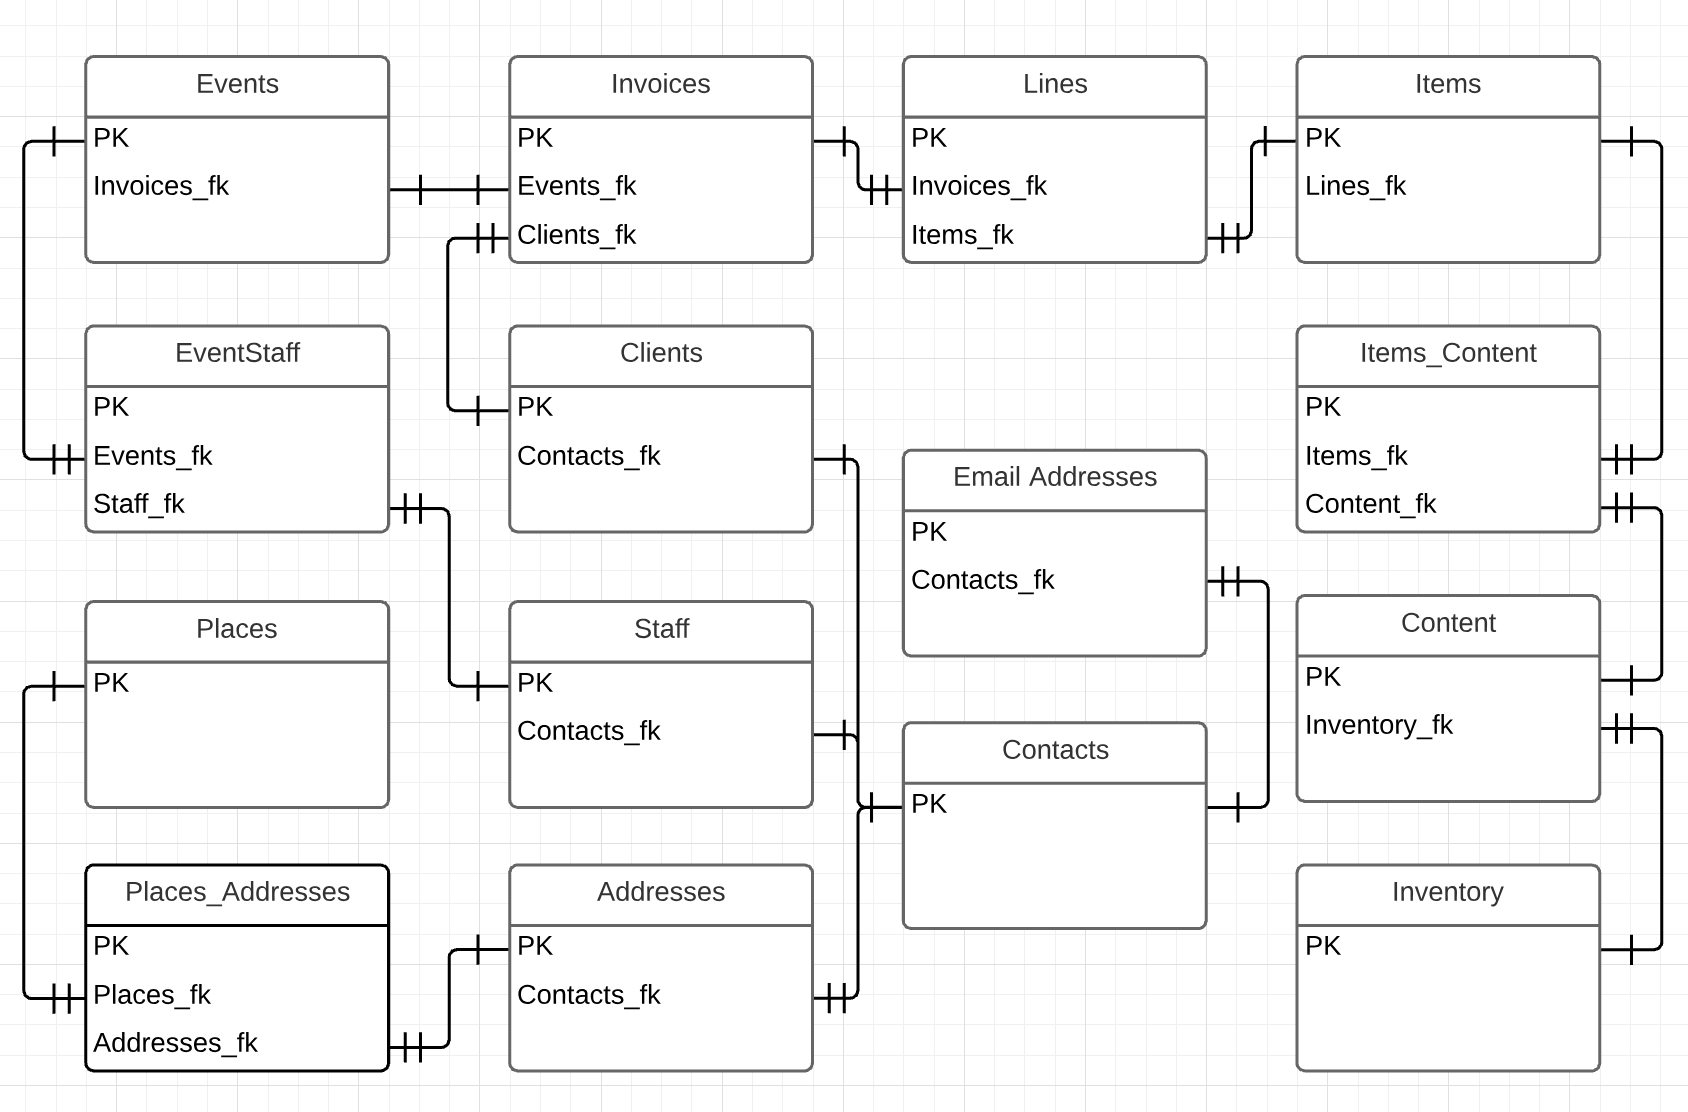 Events
PK
Invoices_fk
Invoices
PK
Events_fk
Clients_fk
Lines
PK
Invoices_fk
Items_fk
Items
PK
Lines_fk
EventStaff
PK
Events_fk
Staff_fk
Clients
PK
Contacts_fk
Email Addresses
PK
Contacts_fk
Items_Content
PK
Items_fk
Content_fk
Places
PK
Staff
PK
Contacts_fk
Contacts
PK
Content
PK
Inventory_fk
Places_Addresses
PK
Places_fk
Addresses_fk
Addresses
PK
Contacts_fk
Inventory
PK